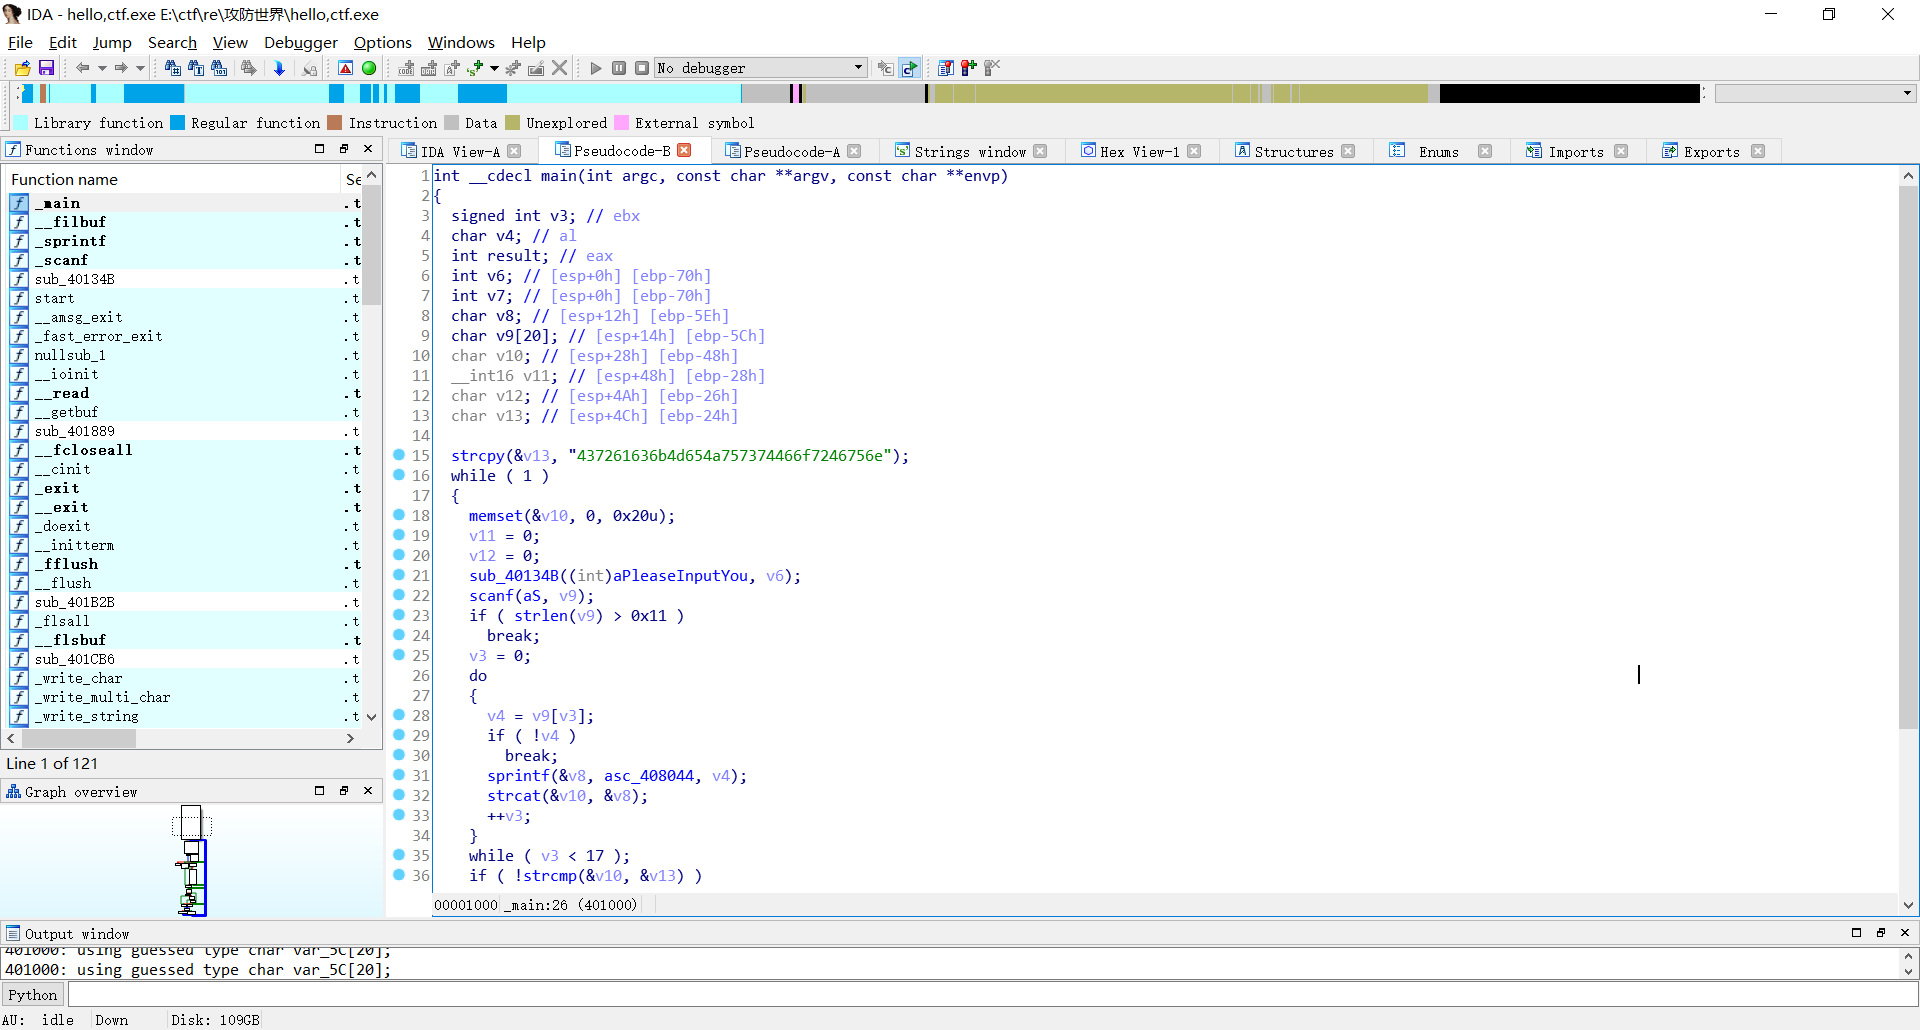 IDA - hello,ctf.exe E:\ctf\re\攻防世界\hello,ctf.exe
File Edit Jump Search View Debugger Options Windows Help
No debugger
Library function Regular function Instruction Data Unexplored External symbol
Functions window
IDA View-A Pseudocode-B Pseudocode-A Strings window Hex View-1 Structures Enums Imports Exports
Function name Se
_main .t
__filbuf .t
_sprintf .t
_scanf .t
sub_40134B .t
start .t
__amsg_exit .t
_fast_error_exit .t
nullsub_1 .t
__ioinit .t
__read .t
__getbuf .t
sub_401889 .t
__fcloseall .t
__cinit .t
_exit .t
__exit .t
_doexit .t
__initterm .t
_fflush .t
__flush .t
sub_401B2B .t
_flsall .t
__flsbuf .t
sub_401CB6 .t
_write_char .t
_write_multi_char .t
_write_string .t
Line 1 of 121
Graph overview
1 int __cdecl main(int argc, const char **argv, const char **envp)
2 {
3 signed int v3; // ebx
4 char v4; // al
5 int result; // eax
6 int v6; // [esp+0h] [ebp-70h]
7 int v7; // [esp+0h] [ebp-70h]
8 char v8; // [esp+12h] [ebp-5Eh]
9 char v9[20]; // [esp+14h] [ebp-5Ch]
10 char v10; // [esp+28h] [ebp-48h]
11 __int16 v11; // [esp+48h] [ebp-28h]
12 char v12; // [esp+4Ah] [ebp-26h]
13 char v13; // [esp+4Ch] [ebp-24h]
14
15 strcpy(&v13, "437261636b4d654a757374466f7246756e");
16 while ( 1 )
17 {
18 memset(&v10, 0, 0x20u);
19 v11 = 0;
20 v12 = 0;
21 sub_40134B((int)aPleaseInputYou, v6);
22 scanf(aS, v9);
23 if ( strlen(v9) > 0x11 )
24 break;
25 v3 = 0;
26 do
27 {
28 v4 = v9[v3];
29 if ( !v4 )
30 break;
31 sprintf(&v8, asc_408044, v4);
32 strcat(&v10, &v8);
33 ++v3;
34 }
35 while ( v3 < 17 );
36 if ( !strcmp(&v10, &v13) )
00001000 _main:26 (401000)
Output window
401000: using guessed type char var_5C[20];
401000: using guessed type char var_5C[20];
Python
AU: idle Down Disk: 109GB